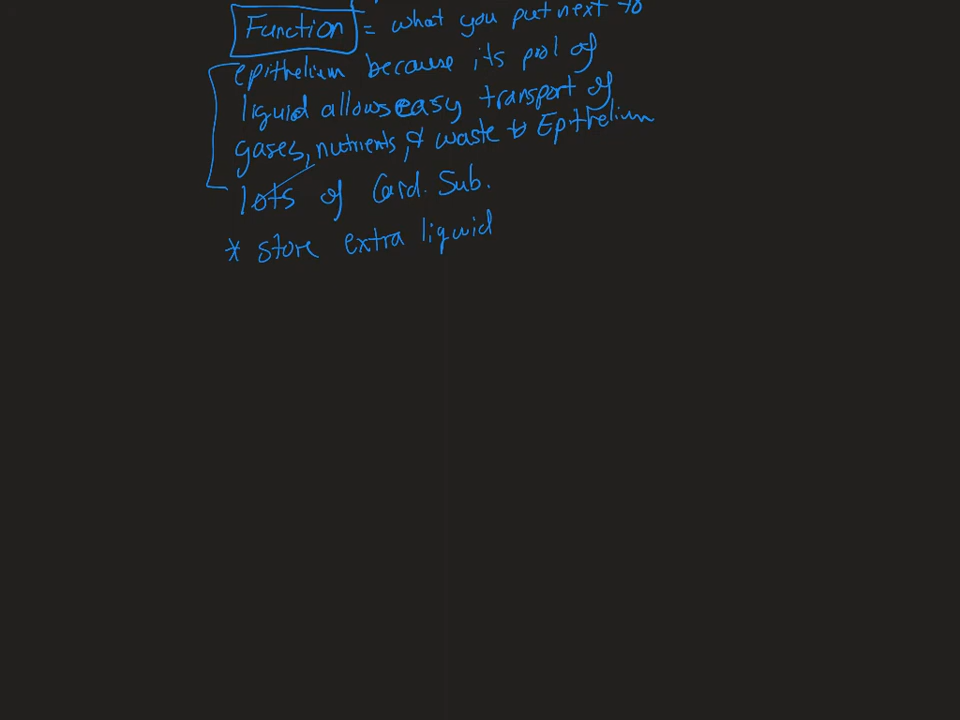 Function = what you put next to
epithelium because its pool of
liquid allows easy transport of
gases, nutrients, & waste to Epithelium
lots of Gard. Sub.
* store extra liquid